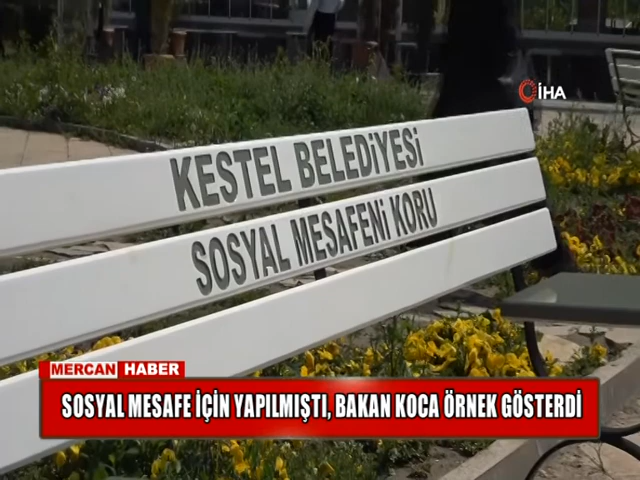 İHA
KESTEL BELEDİYESİ
SOSYAL MESAFENİ KORU
MERCAN HABER
SOSYAL MESAFE İÇİN YAPILMIŞTI, BAKAN KOCA ÖRNEK GÖSTERDİ